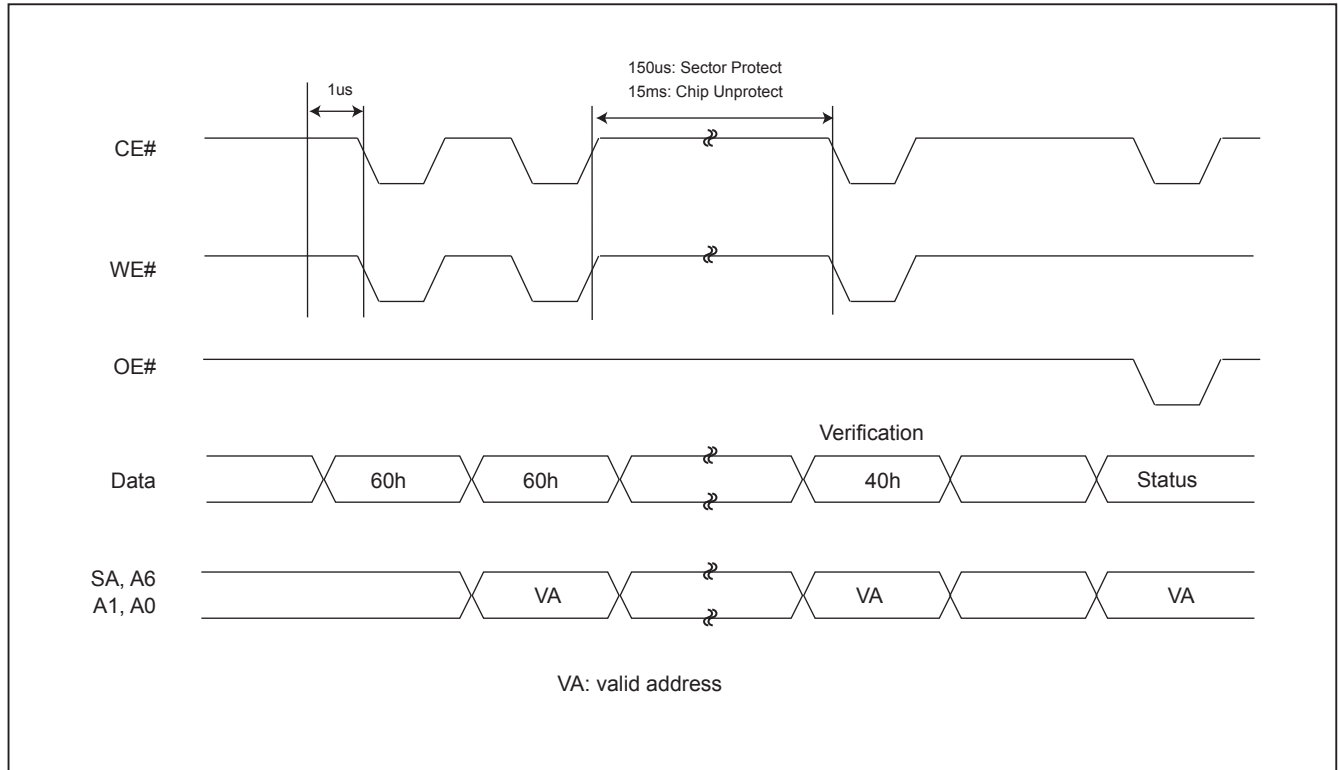 150us: Sector Protect
1us
15ms: Chip Unprotect
CE#
WE#
OE#
Verification
Data
60h
60h
40h
Status
SA, A6
A1, A0
VA
VA
VA
VA: valid address